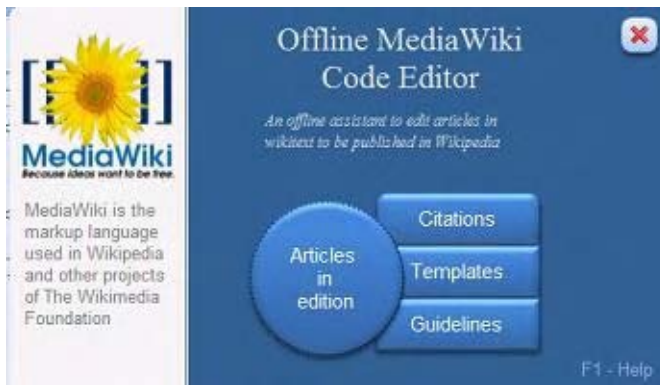 [[ ]]
MediaWiki
Because ideas want to be free.
MediaWiki is the
markup language
used in Wikipedia
and other projects
of The Wikimedia
Foundation
Offline MediaWiki
Code Editor
An offline assistant to edit articles in
wikitext to be published in Wikipedia
Articles
in
edition
Citations
Templates
Guidelines
F1 - Help